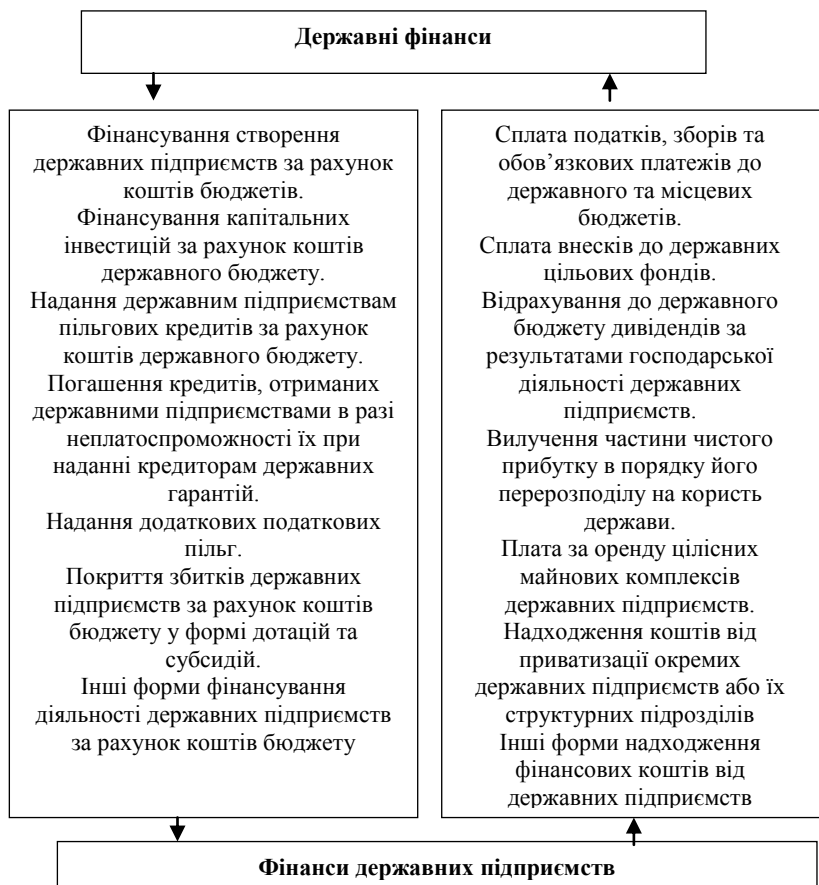 Державні фінанси
Фінансування створення
державних підприємств за рахунок
коштів бюджетів.
Фінансування капітальних
інвестицій за рахунок коштів
державного бюджету.
Надання державним підприємствам
пільгових кредитів за рахунок
коштів державного бюджету.
Погашення кредитів, отриманих
державними підприємствами в разі
неплатоспроможності їх при
наданні кредиторам державних
гарантій.
Надання додаткових податкових
пільг.
Покриття збитків державних
підприємств за рахунок коштів
бюджету у формі дотацій та
субсидій.
Інші форми фінансування
діяльності державних підприємств
за рахунок коштів бюджету
Сплата податків, зборів та
обов’язкових платежів до
державного та місцевих
бюджетів.
Сплата внесків до державних
цільових фондів.
Відрахування до державного
бюджету дивідендів за
результатами господарської
діяльності державних
підприємств.
Вилучення частини чистого
прибутку в порядку його
перерозподілу на користь
держави.
Плата за оренду цілісних
майнових комплексів
державних підприємств.
Надходження коштів від
приватизації окремих
державних підприємств або їх
структурних підрозділів
Інші форми надходження
фінансових коштів від
державних підприємств
Фінанси державних підприємств